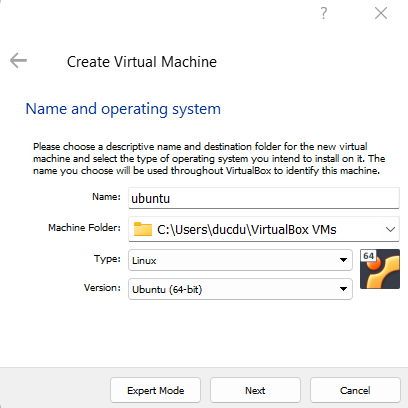 ?
Create Virtual Machine
Name and operating system
Please choose a descriptive name and destination folder for the new virtual
machine and select the type of operating system you intend to install on it. The
name you choose will be used throughout VirtualBox to identify this machine.
Name: ubuntu
Machine Folder: C:\Users\ducdu\VirtualBox VMs
Type: Linux
64
Version: Ubuntu (64-bit)
Expert Mode Next Cancel